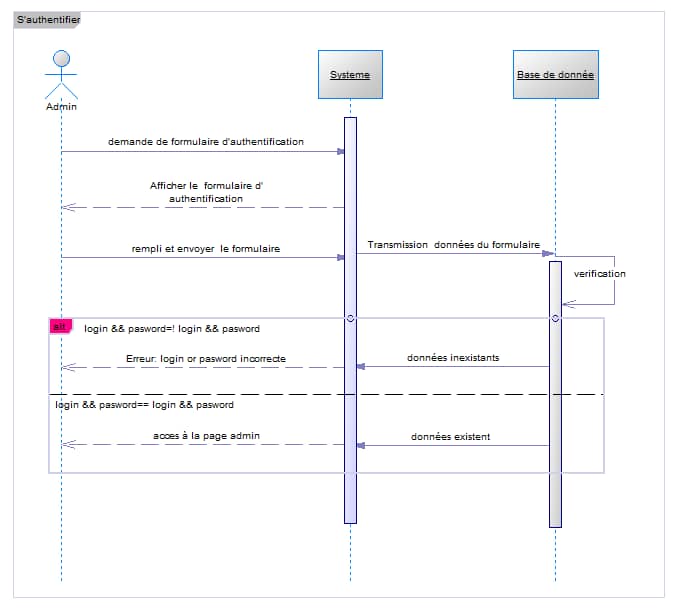 S'authentifier
Systeme
Base de donnée
Admin
demande de formulaire d'authentification
Afficher le formulaire d'
authentification
rempli et envoyer le formulaire
Transmission données du formulaire
verification
alt
login && pasword=! login && pasword
Erreur: login or pasword incorrecte
données inexistants
login && pasword== login && pasword
acces à la page admin
données existent